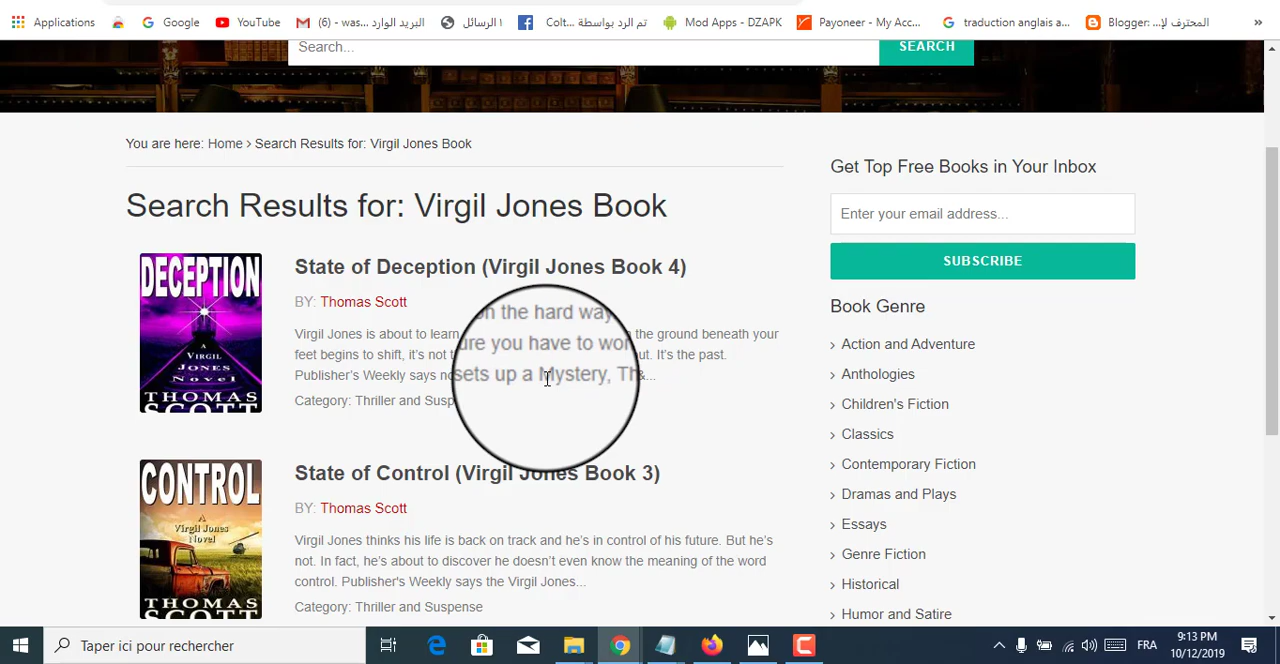 Applications
Google
YouTube
(6) البريد الوارد - was...
١ الرسائل
تم الرد بواسطة Colt...
Mod Apps - DZAPK
Payoneer - My Acc...
traduction anglais a...
Blogger: المحترف لإ...
»
Search...
SEARCH
You are here: Home › Search Results for: Virgil Jones Book
Search Results for: Virgil Jones Book
DECEPTION
A
VIRGIL
JONES
NOVEL
THOMAS
SCOTT
State of Deception (Virgil Jones Book 4)
BY: Thomas Scott
Virgil Jones is about to learn on the hard way the ground beneath your
feet begins to shift, it's not you have to out. It's the past.
Publisher's Weekly says sets up a Mystery,
Category: Thriller and
CONTROL
A
Virgil Jones
Novel
THOMAS
SCOTT
State of Control (Virgil Jones Book 3)
BY: Thomas Scott
Virgil Jones thinks his life is back on track and he's in control of his future. But he's
not. In fact, he's about to discover he doesn't even know the meaning of the word
control. Publisher's Weekly says the Virgil Jones...
Category: Thriller and Suspense
Get Top Free Books in Your Inbox
Enter your email address...
SUBSCRIBE
Book Genre
› Action and Adventure
› Anthologies
› Children's Fiction
› Classics
› Contemporary Fiction
› Dramas and Plays
› Essays
› Genre Fiction
› Historical
› Humor and Satire
Taper ici pour rechercher
FRA
9:13 PM
10/12/2019